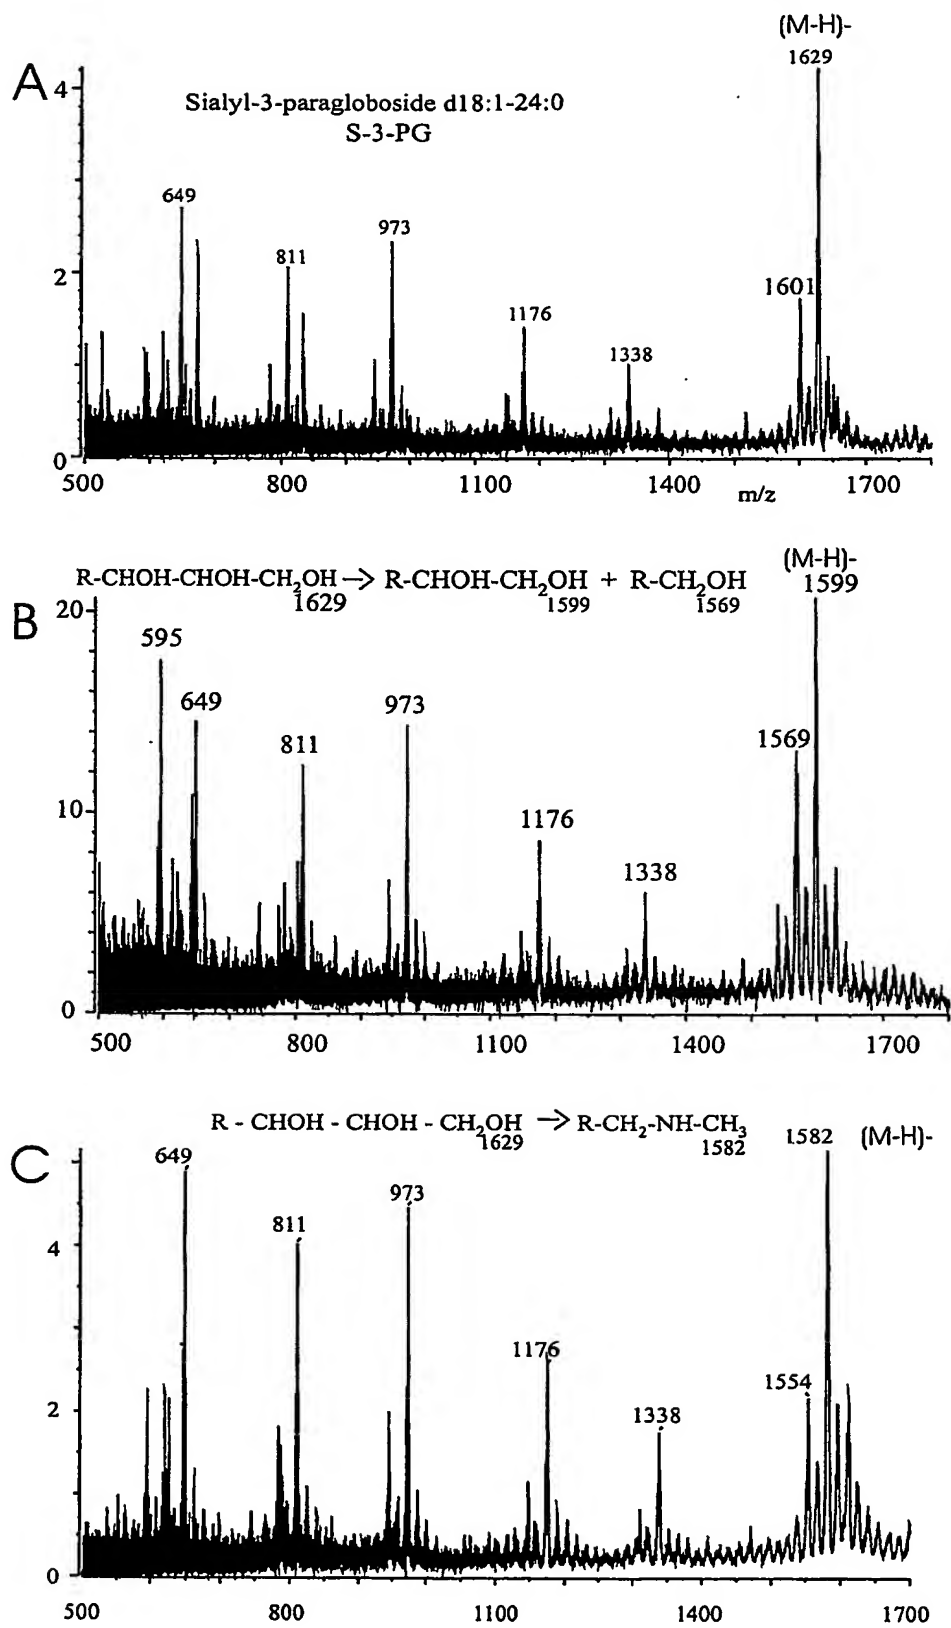 (M-H)-
A
1629
4
Sialyl-3-paragloboside d18:1-24:0
S-3-PG
649
973
2
811
1601
1176
1338
0
500 800 1100 1400 m/z 1700
(M-H)-
R-CHOH-CHOH-CH2OH → R-CHOH-CH2OH + R-CH2OH 1599
1629 1599 1569
B
20
595
649
973
811
1569
10
1176
1338
0
500 800 1100 1400 1700
R - CHOH - CHOH - CH2OH → R-CH2-NH-CH3 1582 (M-H)-
1629 1582
C
649
973
811
4
1176
1554
2
1338
0
500 800 1100 1400 1700